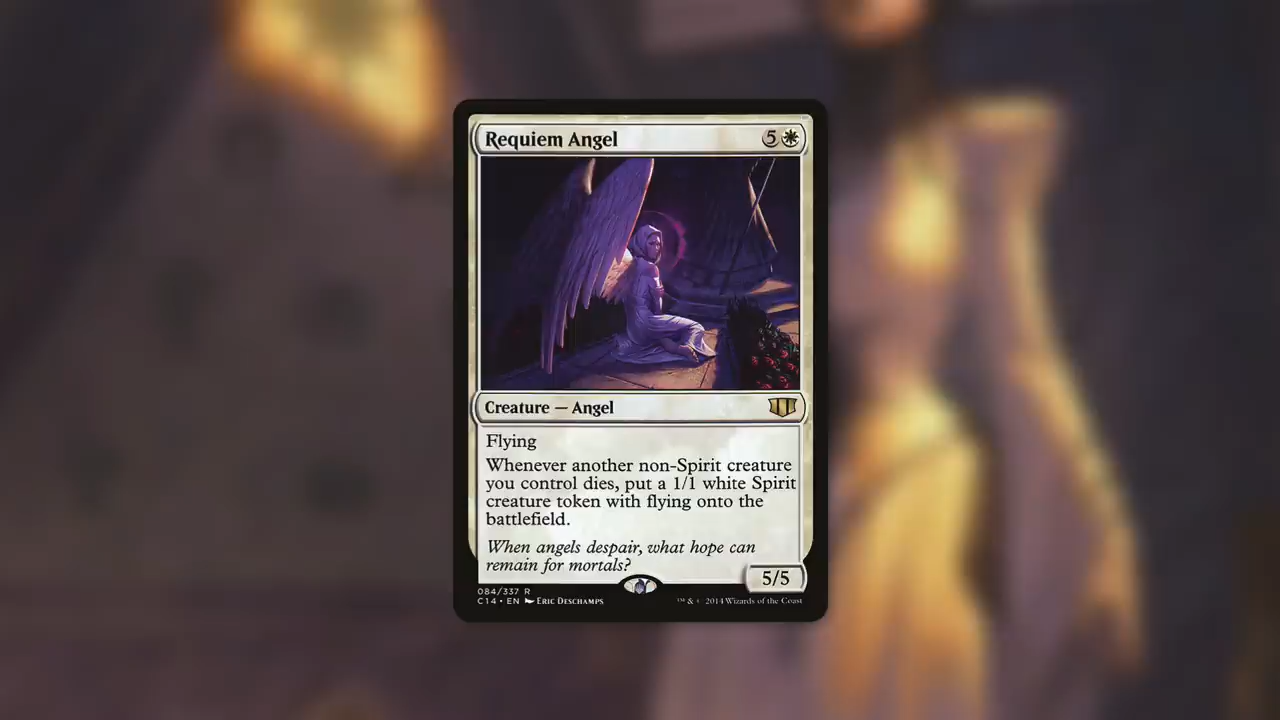 Requiem Angel 5
Creature — Angel
Flying
Whenever another non-Spirit creature
you control dies, put a 1/1 white Spirit
creature token with flying onto the
battlefield.
When angels despair, what hope can
remain for mortals?
5/5
084/337 R
C14 • EN Eric Deschamps
™ & © 2014 Wizards of the Coast